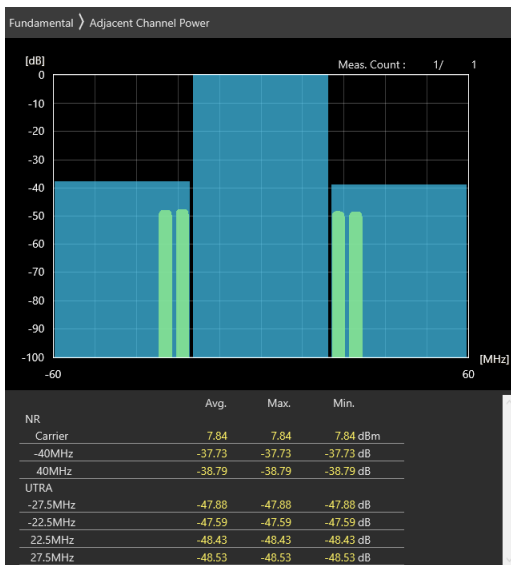 Fundamental 〉 Adjacent Channel Power
[dB]
Meas. Count : 1/ 1
0
-10
-20
-30
-40
-50
-60
-70
-80
-90
-100
[MHz]
-60 60
Avg. Max. Min.
NR
Carrier 7.84 7.84 7.84 dBm
-40MHz -37.73 -37.73 -37.73 dB
40MHz -38.79 -38.79 -38.79 dB
UTRA
-27.5MHz -47.88 -47.88 -47.88 dB
-22.5MHz -47.59 -47.59 -47.59 dB
22.5MHz -48.43 -48.43 -48.43 dB
27.5MHz -48.53 -48.53 -48.53 dB